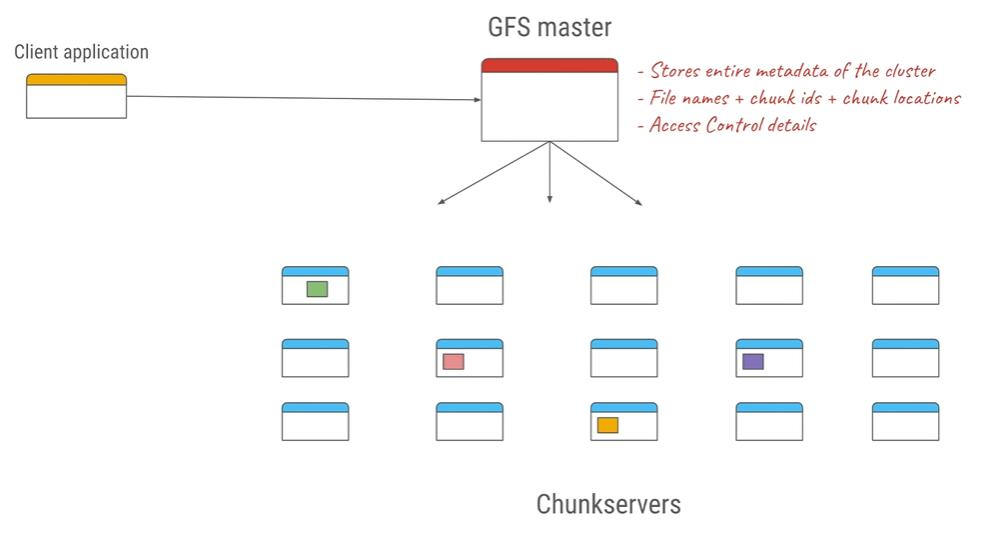 GFS master
Client application
- Stores entire metadata of the cluster
- File names + chunk ids + chunk locations
- Access Control details
Chunkservers